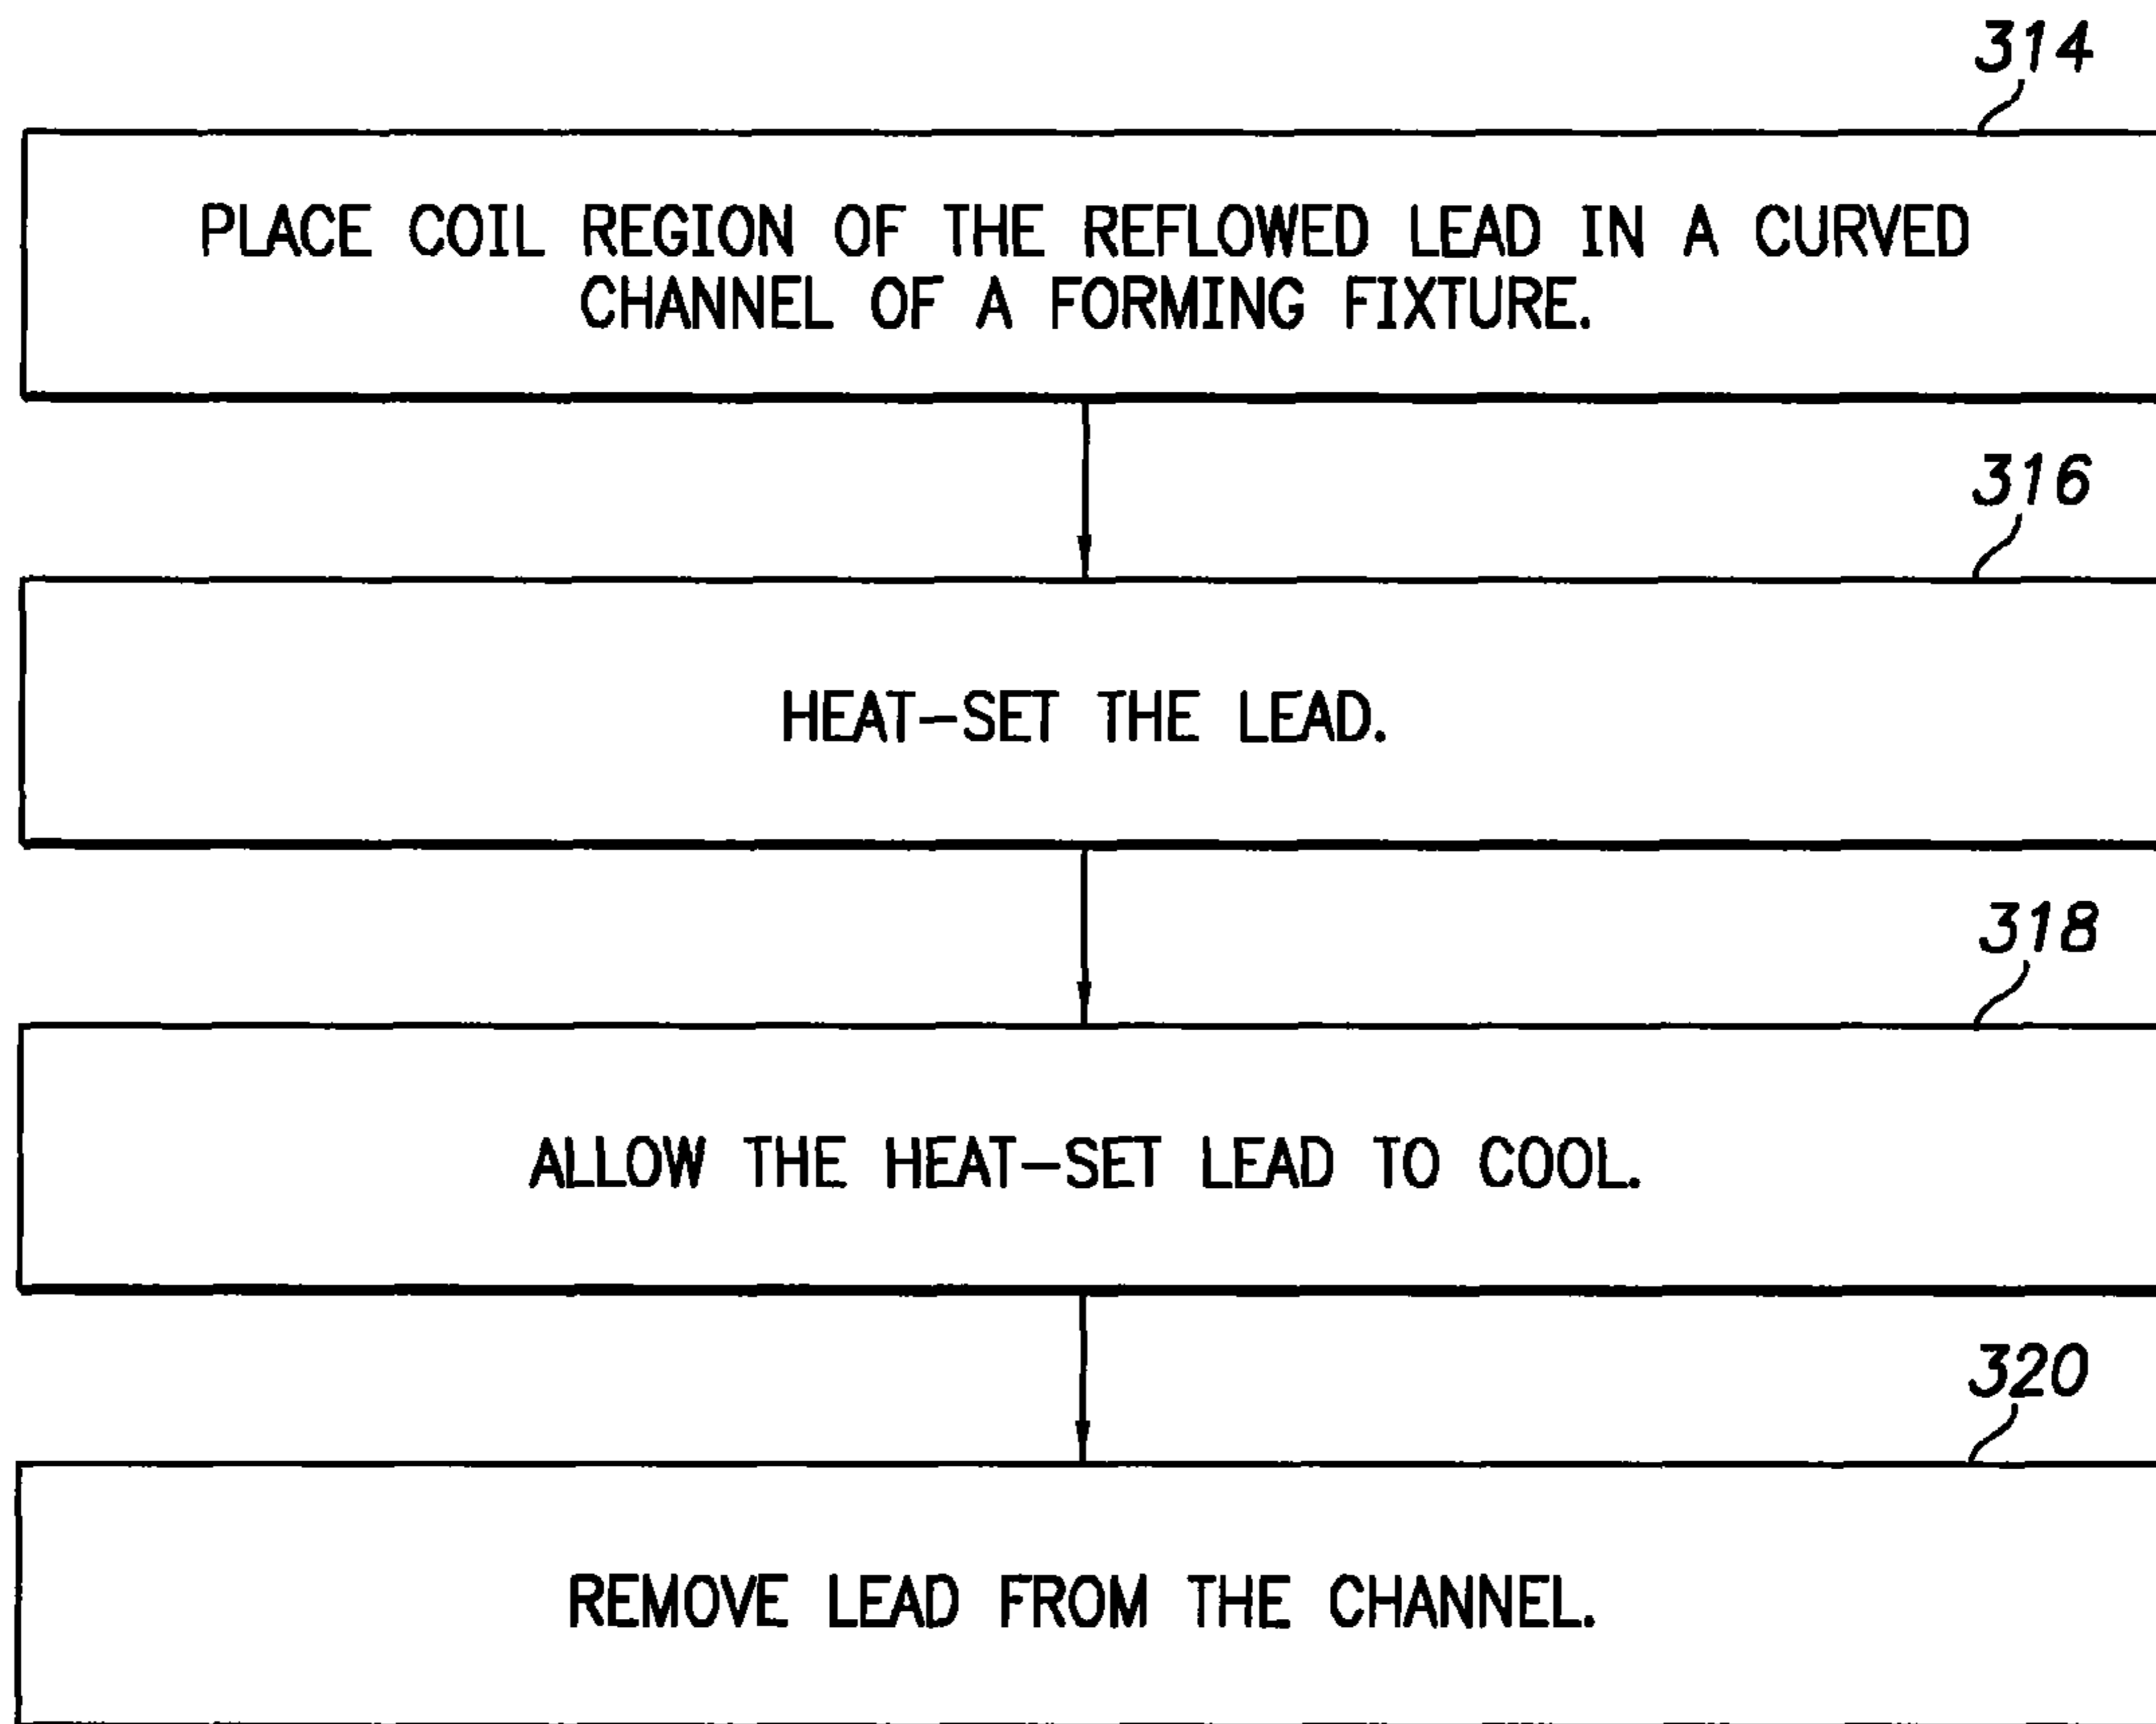 314
PLACE COIL REGION OF THE REFLOWED LEAD IN A CURVED
CHANNEL OF A FORMING FIXTURE.
316
HEAT-SET THE LEAD.
318
ALLOW THE HEAT-SET LEAD TO COOL.
320
REMOVE LEAD FROM THE CHANNEL.